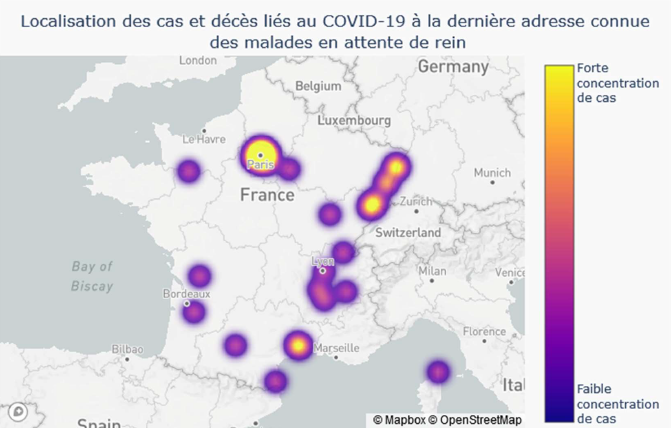 Localisation des cas et décès liés au COVID-19 à la dernière adresse connue
des malades en attente de rein
London
Germany
Belgium
Luxembourg
Le Havre
Paris
France
Munich
Zurich
Switzerland
Lyon
Milan
Venice
Bay of
Biscay
Bordeaux
Florence
Bilbao
Marseille
Ital
Spain
© Mapbox © OpenStreetMap
Forte
concentration
de cas
Faible
concentration
de cas